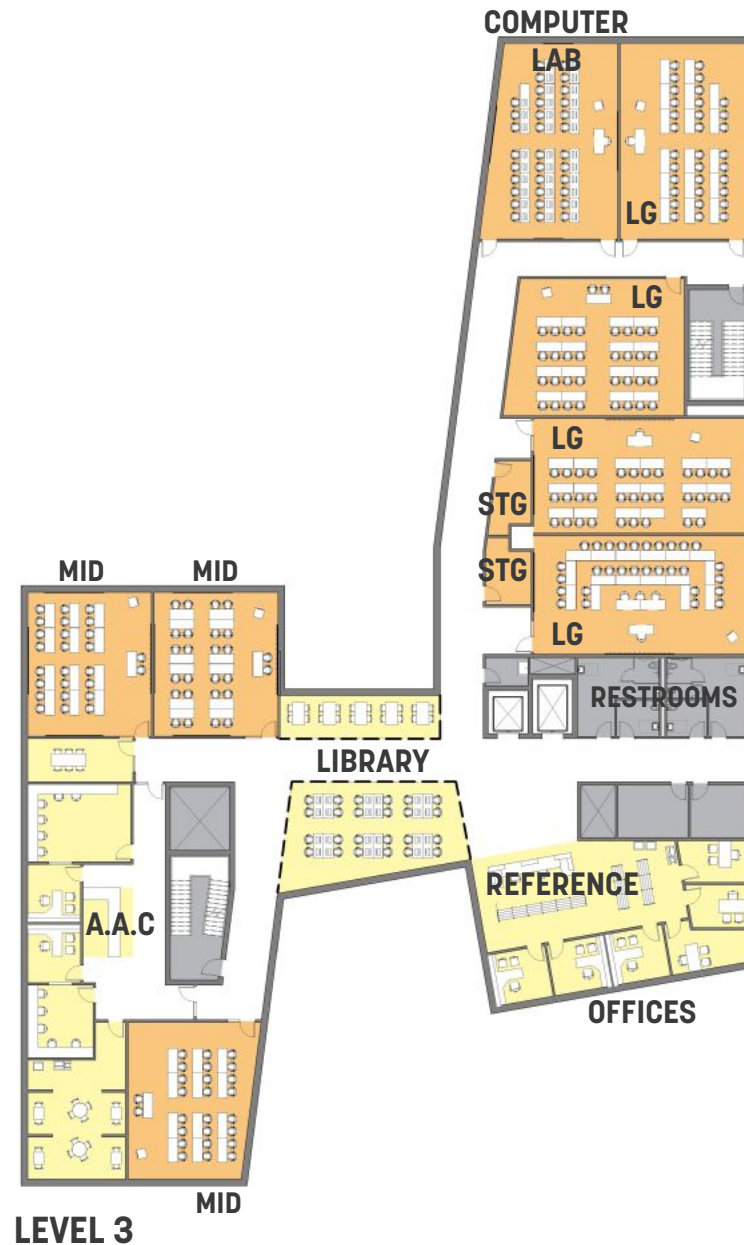 COMPUTER
LAB
LG
LG
LG
STG
STG
MID
MID
LG
RESTROOMS
LIBRARY
REFERENCE
A.A.C
OFFICES
MID
LEVEL 3